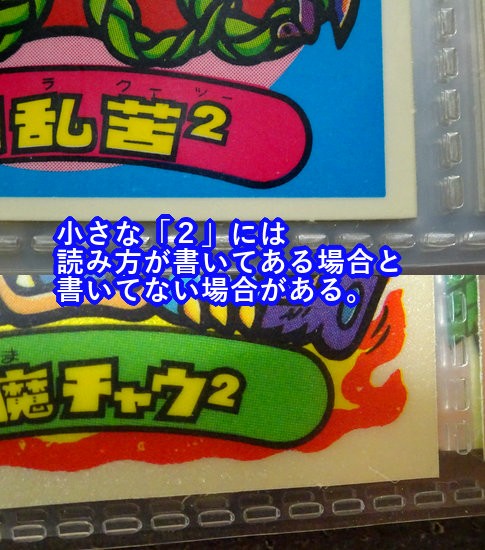 ラクエツー
乱苦2
小さな「２」には
読み方が書いてある場合と
書いてない場合がある。
ま
魔チャウ2